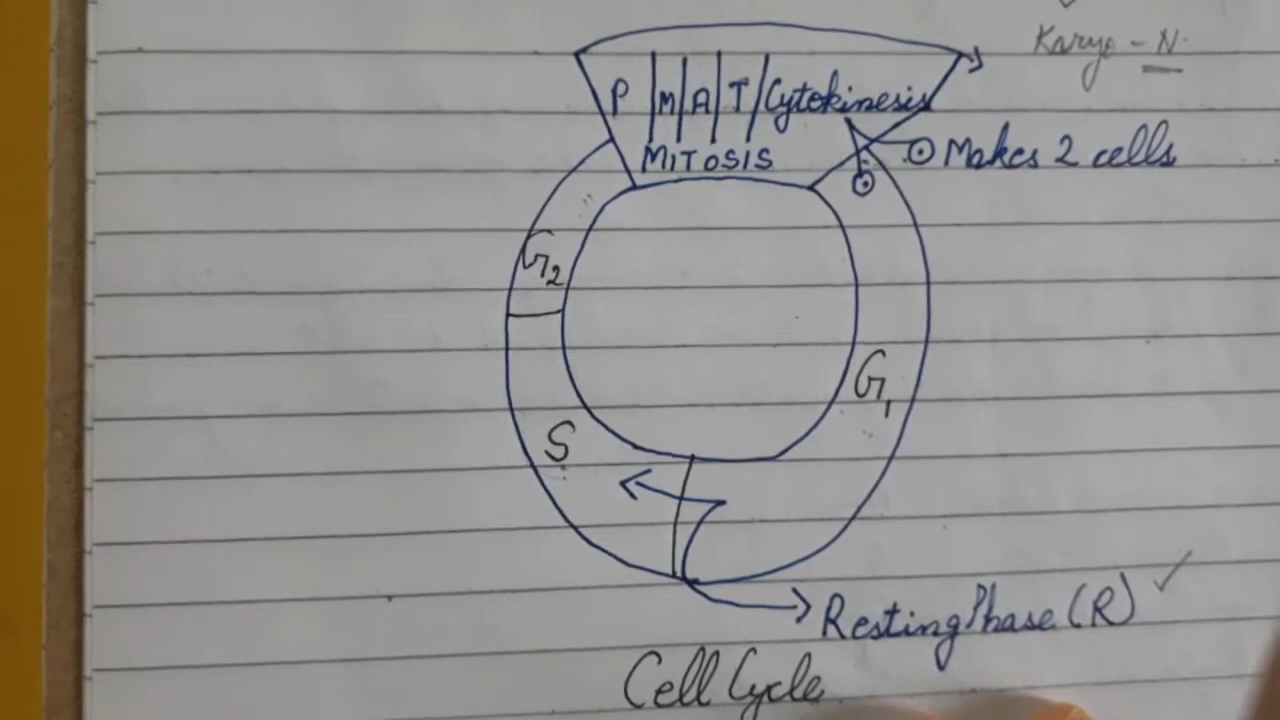 Karyo - N.
P M A T Cytokinesis
MITOSIS
Makes 2 cells
G2
G1
S
Resting Phase (R)
Cell Cycle